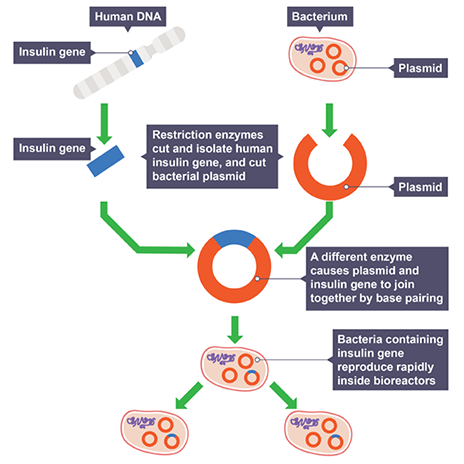 Human DNA
Bacterium
Insulin gene
Plasmid
Insulin gene
Restriction enzymes
cut and isolate human
insulin gene, and cut
bacterial plasmid
Plasmid
A different enzyme
causes plasmid and
insulin gene to join
together by base pairing
Bacteria containing
insulin gene
reproduce rapidly
inside bioreactors